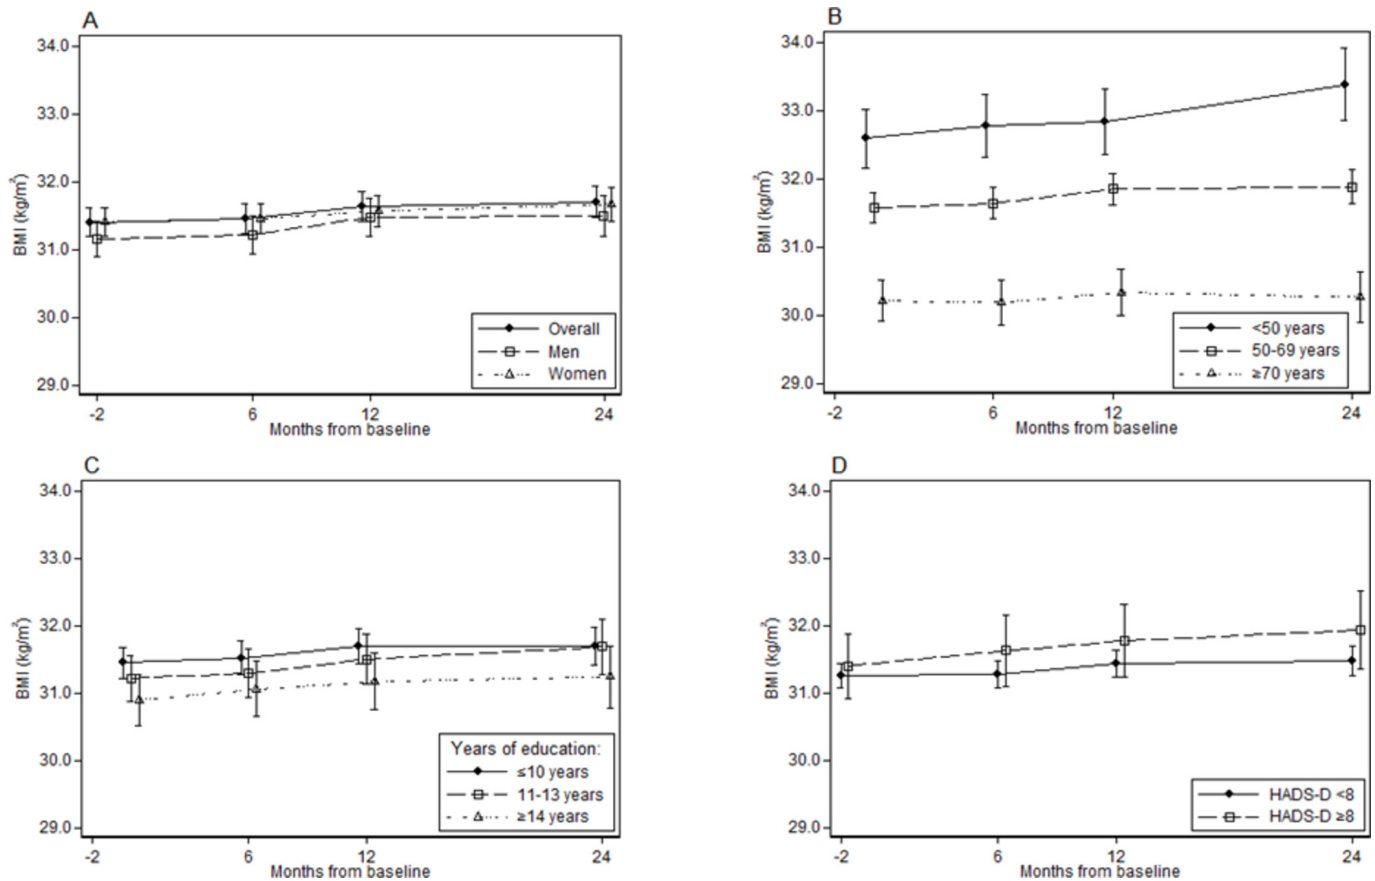 A
34.0
33.0
32.0
31.0
30.0
29.0
BMI (kg/m²)
Overall
Men
Women
-2 6 12 24
Months from baseline
B
34.0
33.0
32.0
31.0
30.0
29.0
BMI (kg/m²)
<50 years
50-69 years
≥70 years
-2 6 12 24
Months from baseline
C
34.0
33.0
32.0
31.0
30.0
29.0
BMI (kg/m²)
Years of education:
≤10 years
11-13 years
≥14 years
-2 6 12 24
Months from baseline
D
34.0
33.0
32.0
31.0
30.0
29.0
BMI (kg/m²)
HADS-D <8
HADS-D ≥8
-2 6 12 24
Months from baseline